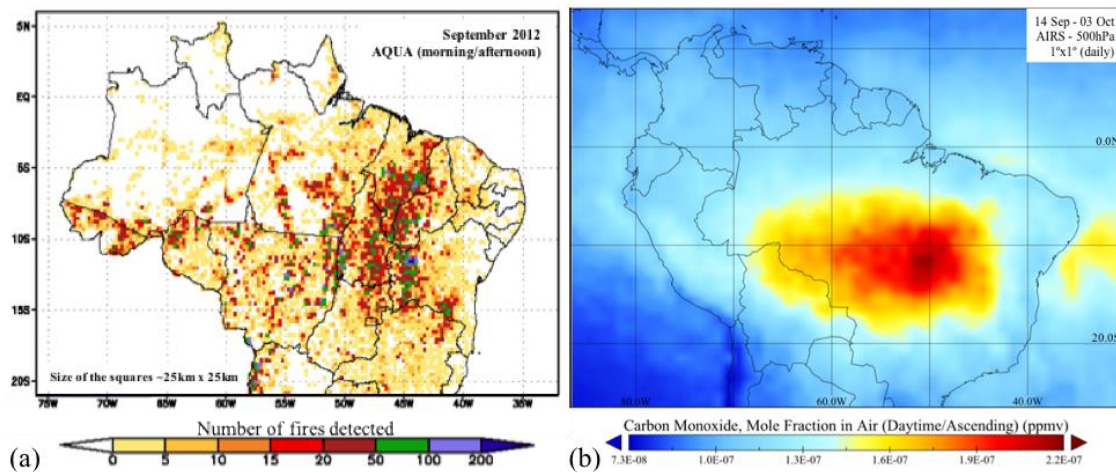 5N
EQ
5S
10S
15S
20S
75W 70W 65W 60W 55W 50W 45W 40W 35W
September 2012
AQUA (morning/afternoon)
Size of the squares ~25km x 25km
Number of fires detected
0 5 10 15 20 50 100 200
(a)
14 Sep - 03 Oct
AIRS - 500hPa
1°x1° (daily)
0.0N
20.0S
80.0W 60.0W 40.0W
Carbon Monoxide, Mole Fraction in Air (Daytime/Ascending) (ppmv)
7.3E-08 1.0E-07 1.3E-07 1.6E-07 1.9E-07 2.2E-07
(b)